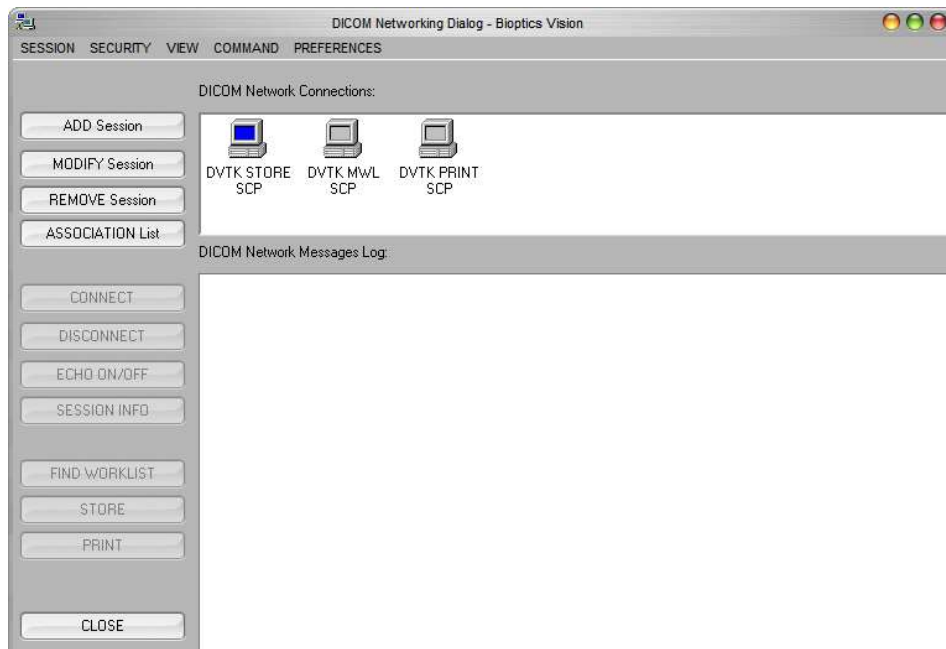 DICOM Networking Dialog - Bioptics Vision
SESSION SECURITY VIEW COMMAND PREFERENCES
DICOM Network Connections:
ADD Session
MODIFY Session
REMOVE Session
ASSOCIATION List
DVTK STORE SCP
DVTK MWL SCP
DVTK PRINT SCP
DICOM Network Messages Log:
CONNECT
DISCONNECT
ECHO ON/OFF
SESSION INFO
FIND WORKLIST
STORE
PRINT
CLOSE